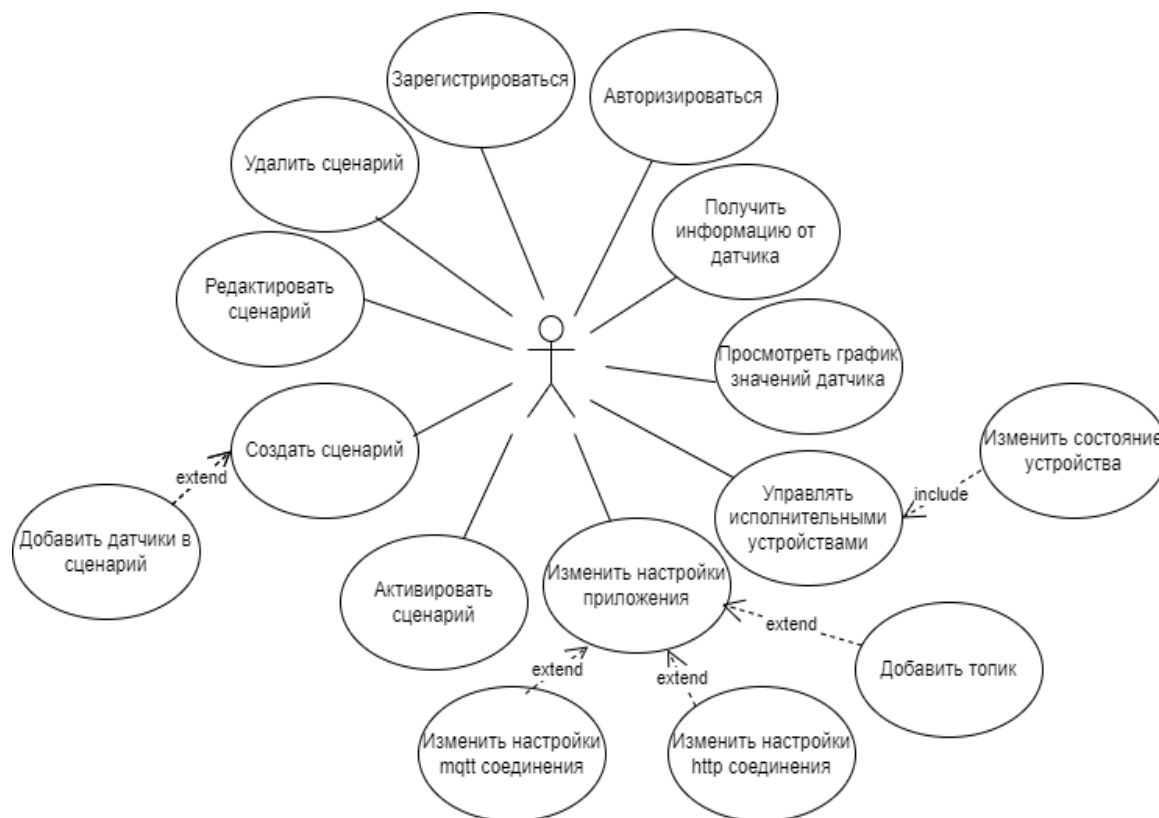 Зарегистрироваться
Авторизироваться
Удалить сценарий
Получить
информацию от
датчика
Редактировать
сценарий
Просмотреть график
значений датчика
Создать сценарий
Изменить состояние
устройства
extend
include
Управлять
исполнительными
устройствами
Добавить датчики в
сценарий
Активировать
сценарий
Изменить настройки
приложения
extend
Добавить топик
extend
extend
Изменить настройки
mqtt соединения
Изменить настройки
http соединения